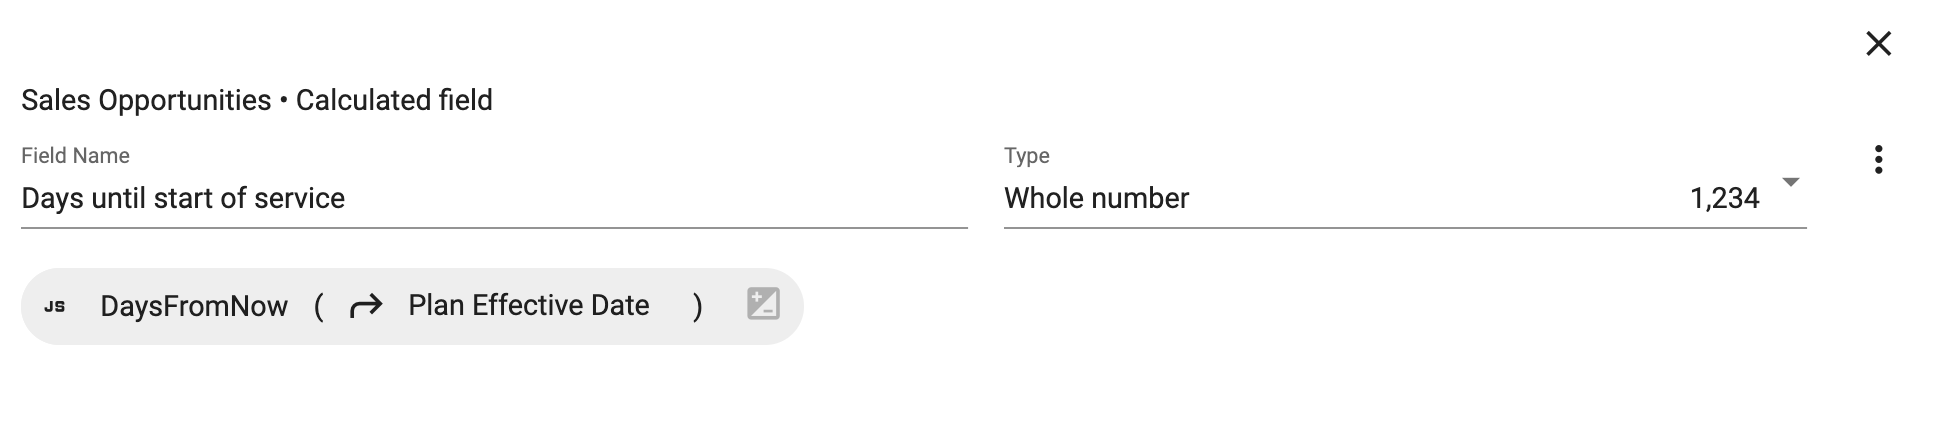 Sales Opportunities • Calculated field
Field Name
Type
Days until start of service
Whole number 1,234
JS DaysFromNow ( Plan Effective Date )